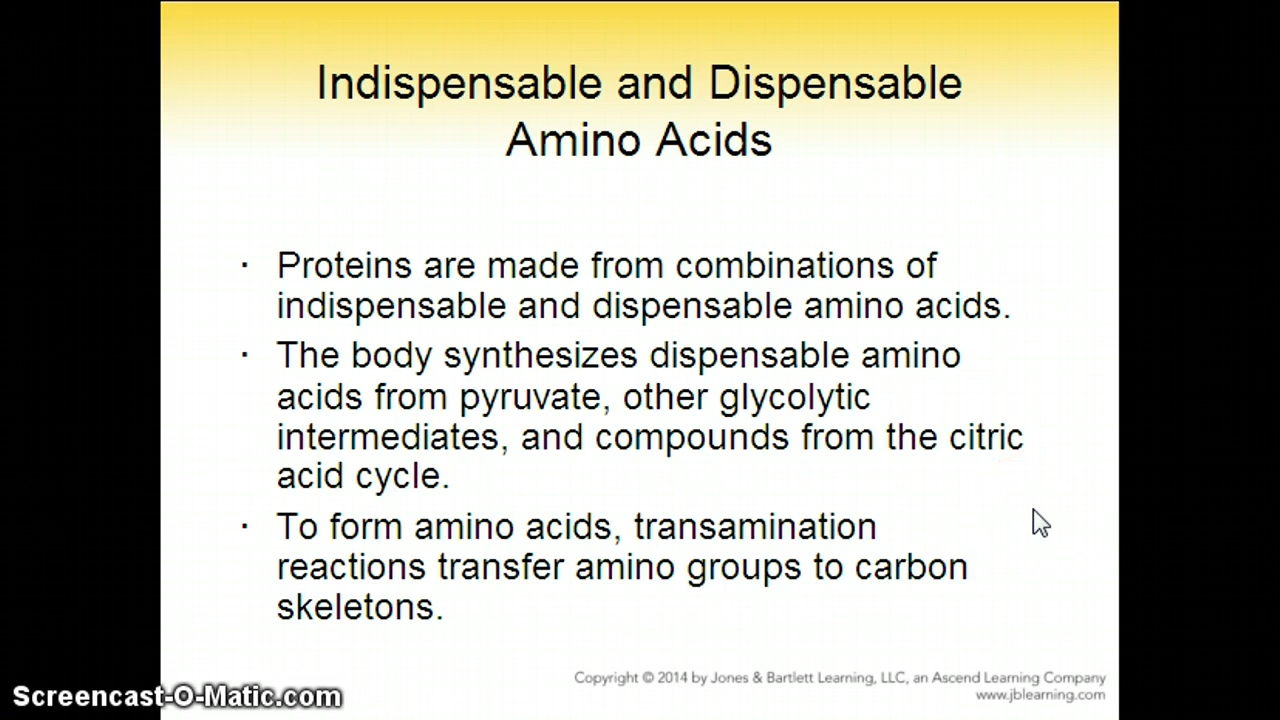 Indispensable and Dispensable
Amino Acids
· Proteins are made from combinations of
indispensable and dispensable amino acids.
· The body synthesizes dispensable amino
acids from pyruvate, other glycolytic
intermediates, and compounds from the citric
acid cycle.
· To form amino acids, transamination
reactions transfer amino groups to carbon
skeletons.
Copyright © 2014 by Jones & Bartlett Learning, LLC, an Ascend Learning Company
www.jblearning.com
Screencast-O-Matic.com